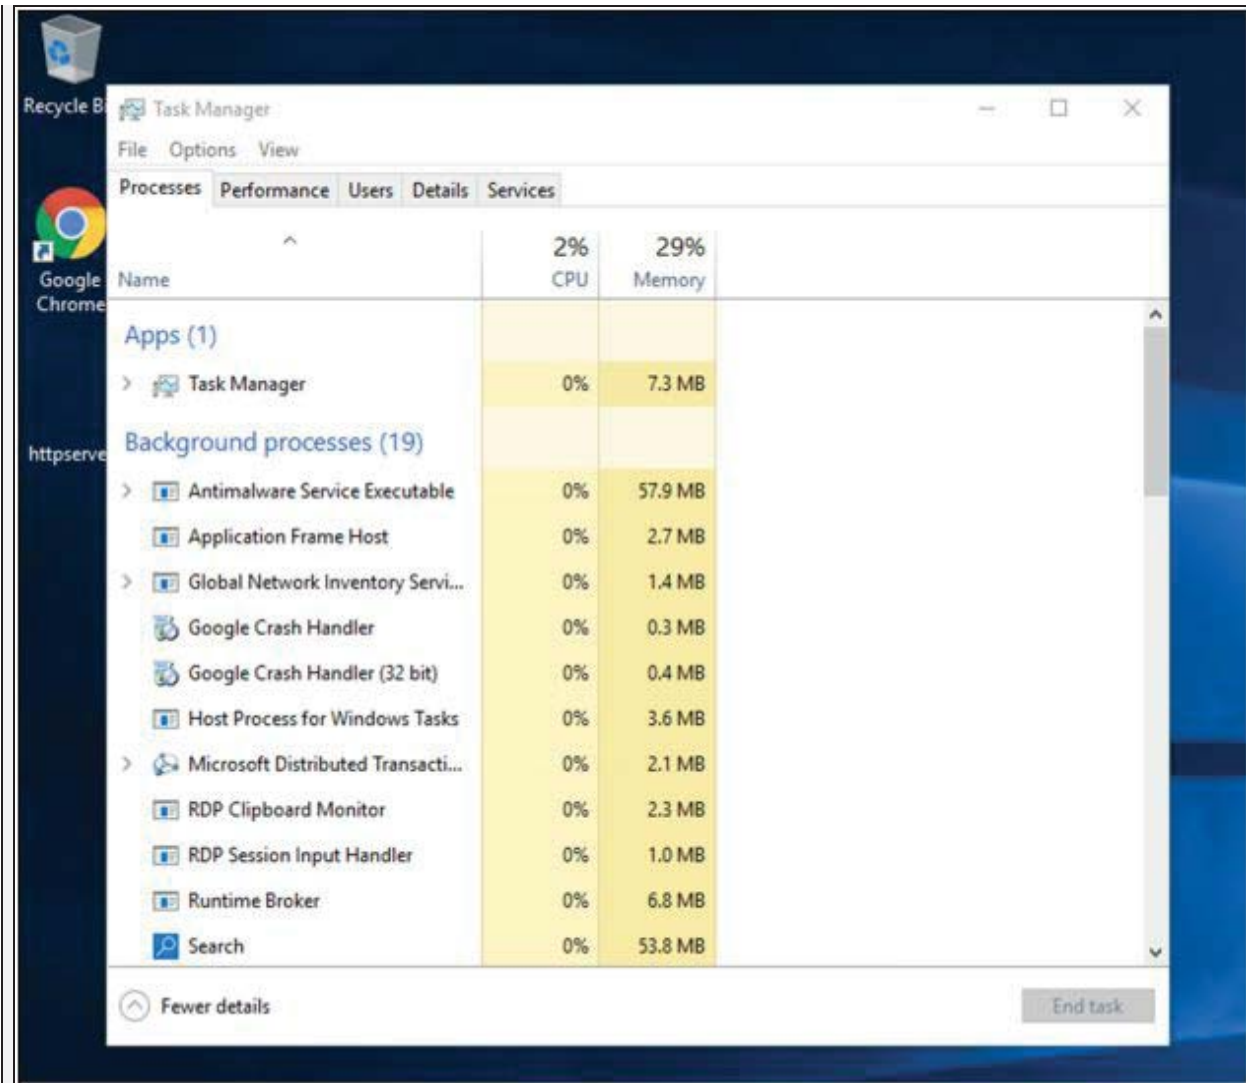 Recycle B
Task Manager
File Options View
Processes Performance Users Details Services
2% 29%
Name CPU Memory
Google
Chrome
Apps (1)
Task Manager 0% 7.3 MB
Background processes (19)
httpserve
Antimalware Service Executable 0% 57.9 MB
Application Frame Host 0% 2.7 MB
Global Network Inventory Servi... 0% 1.4 MB
Google Crash Handler 0% 0.3 MB
Google Crash Handler (32 bit) 0% 0.4 MB
Host Process for Windows Tasks 0% 3.6 MB
Microsoft Distributed Transacti... 0% 2.1 MB
RDP Clipboard Monitor 0% 2.3 MB
RDP Session Input Handler 0% 1.0 MB
Runtime Broker 0% 6.8 MB
Search 0% 53.8 MB
Fewer details End task